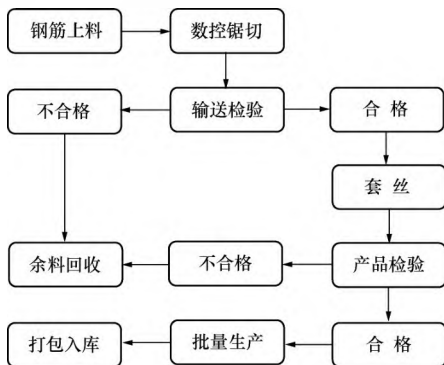 钢筋上料
数控锯切
不合格
输送检验
合格
套丝
余料回收
不合格
产品检验
打包入库
批量生产
合格